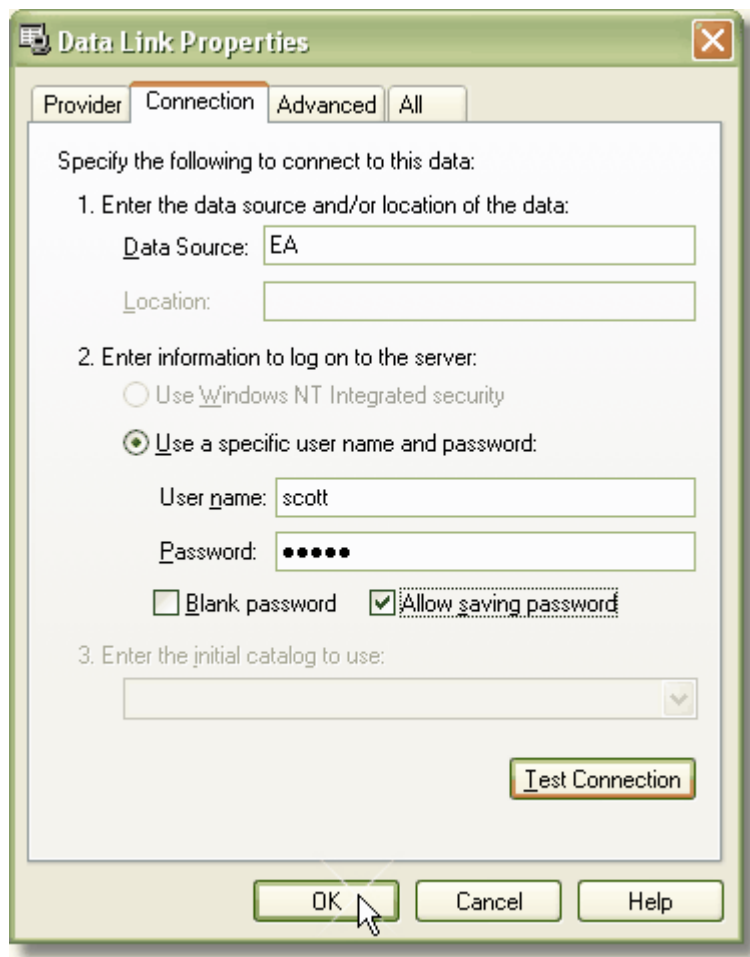 Data Link Properties
Provider Connection Advanced All
Specify the following to connect to this data:
1. Enter the data source and/or location of the data:
Data Source: EA
Location:
2. Enter information to log on to the server:
Use Windows NT Integrated security
Use a specific user name and password:
User name: scott
Password: ●●●●●
Blank password Allow saving password
3. Enter the initial catalog to use:
Test Connection
OK Cancel Help